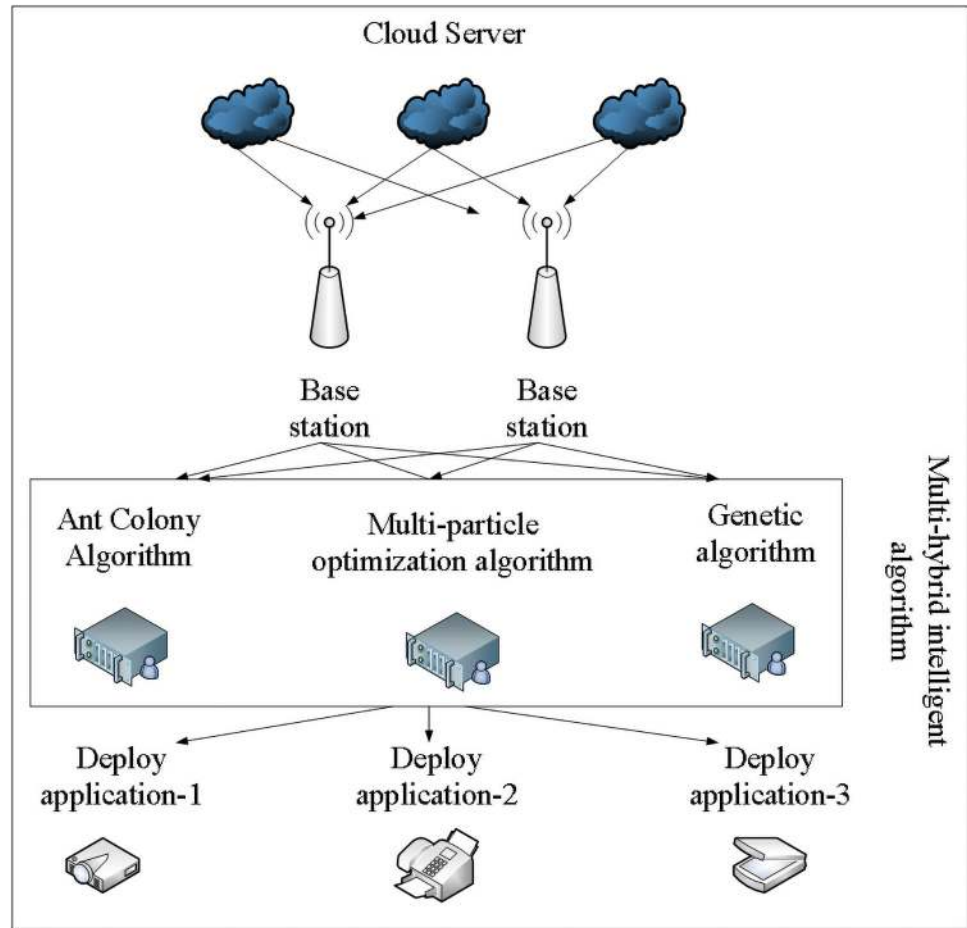 Cloud Server
Base
station
Base
station
Ant Colony
Algorithm
Multi-particle
optimization algorithm
Genetic
algorithm
Multi-hybrid intelligent
algorithm
Deploy
application-1
Deploy
application-2
Deploy
application-3